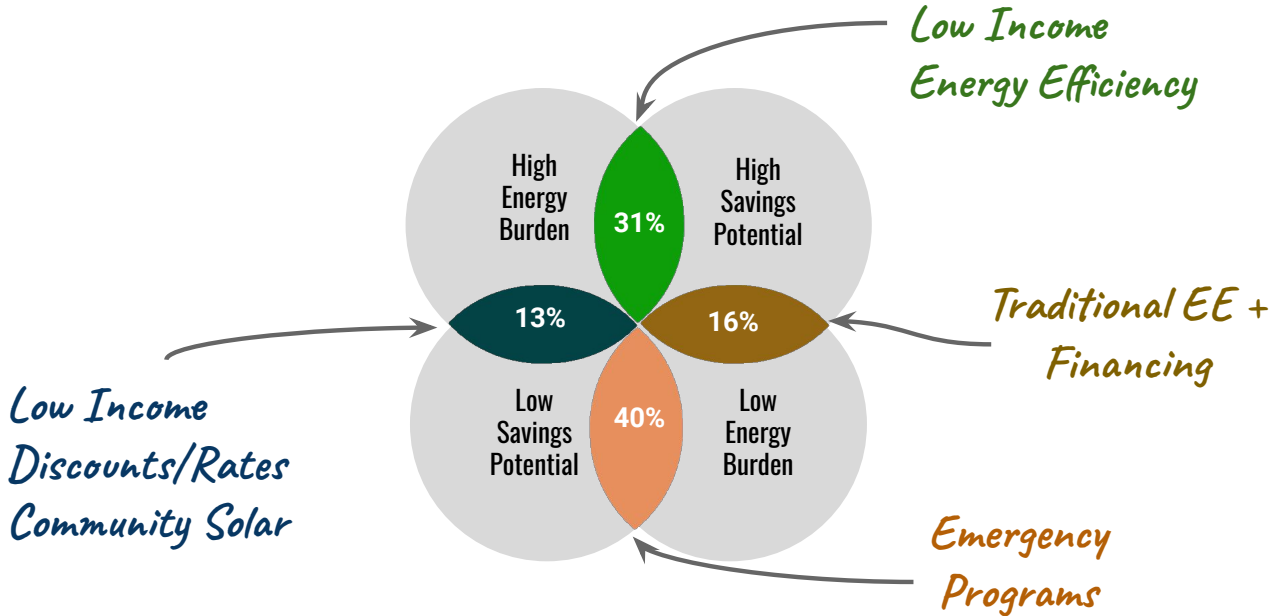 Low Income
Energy Efficiency
High
Energy
Burden
31%
High
Savings
Potential
13%
16%
Traditional EE +
Financing
Low Income
Discounts/Rates
Community Solar
Low
Savings
Potential
40%
Low
Energy
Burden
Emergency
Programs